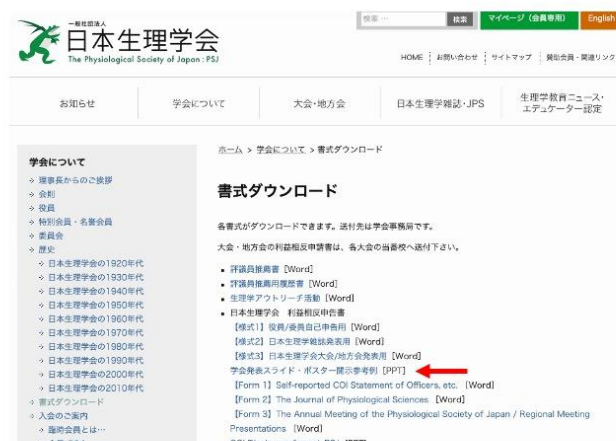 一般社団法人
日本生理学会
The Physiological Society of Japan : PSJ
検索 …
検索
マイページ（会員専用）
English
HOME
お問い合わせ
サイトマップ
賛助会員・関連リンク
お知らせ
学会について
大会・地方会
日本生理学雑誌・JPS
生理学教育ニュース・
エデュケーター認定
ホーム > 学会について > 書式ダウンロード
学会について
理事長からのご挨拶
会則
役員
特別会員・名誉会員
委員会
歴史
日本生理学会の1920年代
日本生理学会の1930年代
日本生理学会の1940年代
日本生理学会の1950年代
日本生理学会の1960年代
日本生理学会の1970年代
日本生理学会の1980年代
日本生理学会の1990年代
日本生理学会の2000年代
日本生理学会の2010年代
書式ダウンロード
入会のご案内
臨時会員とは…
書式ダウンロード
各書式がダウンロードできます。送付先は学会事務局です。
大会・地方会の利益相反申請書は、各大会の当番校へ送付下さい。
評議員推薦書 [Word]
評議員推薦用履歴書 [Word]
生理学アウトリーチ活動 [Word]
日本生理学会 利益相反申告書
【様式1】役員/委員自己申告用 [Word]
【様式2】日本生理学雑誌発表用 [Word]
【様式3】日本生理学会大会/地方会発表用 [Word]
学会発表スライド・ポスター開示参考例 [PPT]
【Form 1】Self-reported COI Statement of Officers, etc. [Word]
【Form 2】The Journal of Physiological Sciences [Word]
【Form 3】The Annual Meeting of the Physiological Society of Japan / Regional Meeting
Presentations [Word]